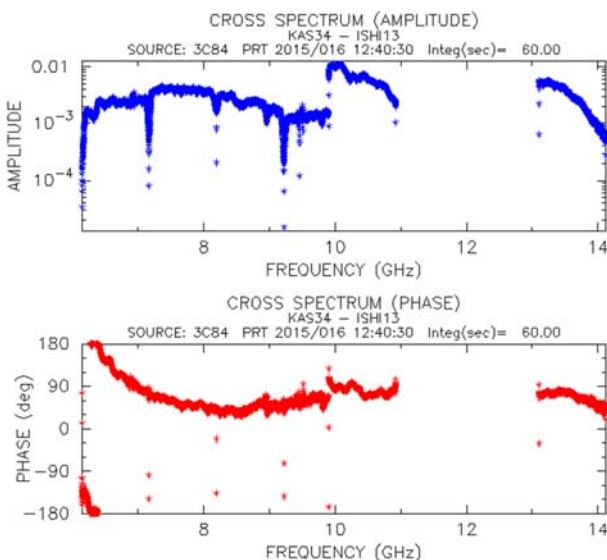 CROSS SPECTRUM (AMPLITUDE)
KAS34 - ISHI13
SOURCE: 3C84 PRT 2015/016 12:40:30 Integ(sec)= 60.00
0.01
10⁻³
10⁻⁴
AMPLITUDE
8 10 12 14
FREQUENCY (GHz)
CROSS SPECTRUM (PHASE)
KAS34 - ISHI13
SOURCE: 3C84 PRT 2015/016 12:40:30 Integ(sec)= 60.00
180
90
0
-90
-180
PHASE (deg)
8 10 12 14
FREQUENCY (GHz)